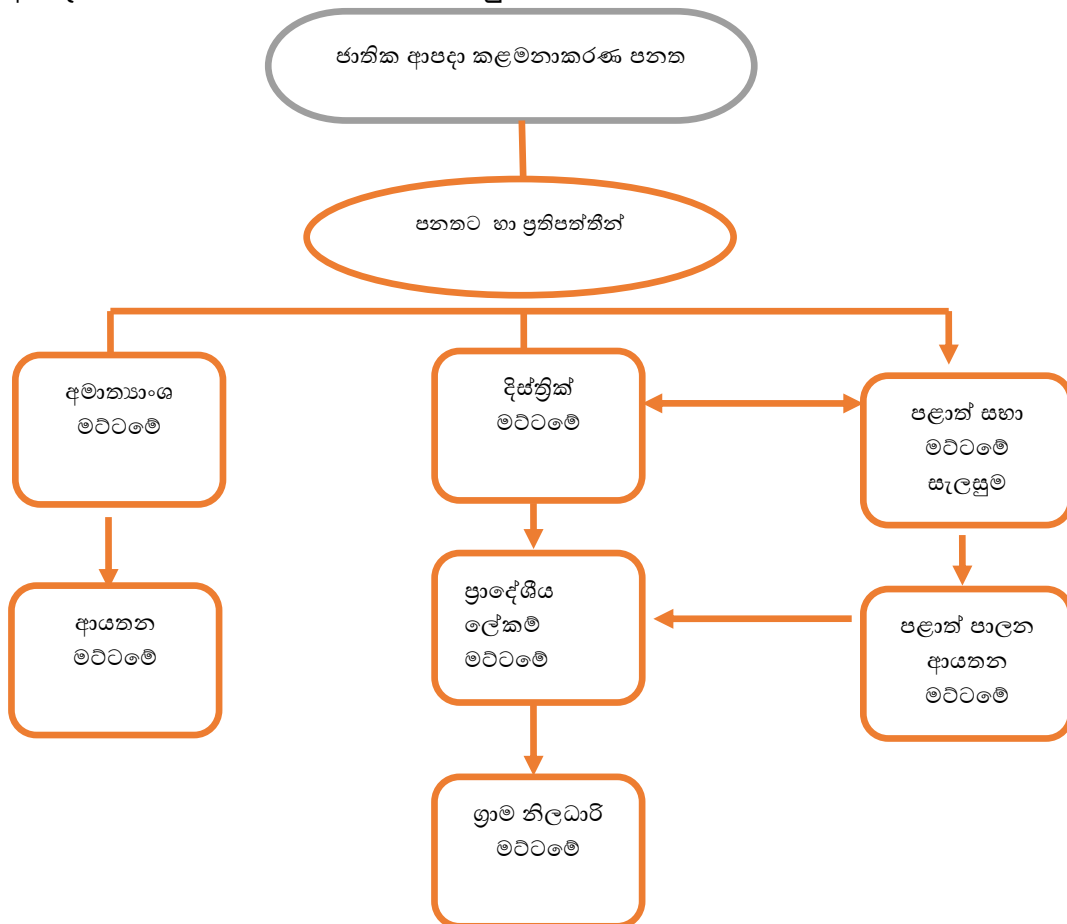 ජාතික ආපදා කළමනාකරණ පනත
පනතට හා ප්‍රතිපත්තීන්
අමාත්‍යාංශ
මට්ටමේ
දිස්ත්‍රික්
මට්ටමේ
පළාත් සභා
මට්ටමේ
සැලසුම
ආයතන
මට්ටමේ
ප්‍රාදේශීය
ලේකම්
මට්ටමේ
පළාත් පාලන
ආයතන
මට්ටමේ
ග්‍රාම නිලධාරි
මට්ටමේ